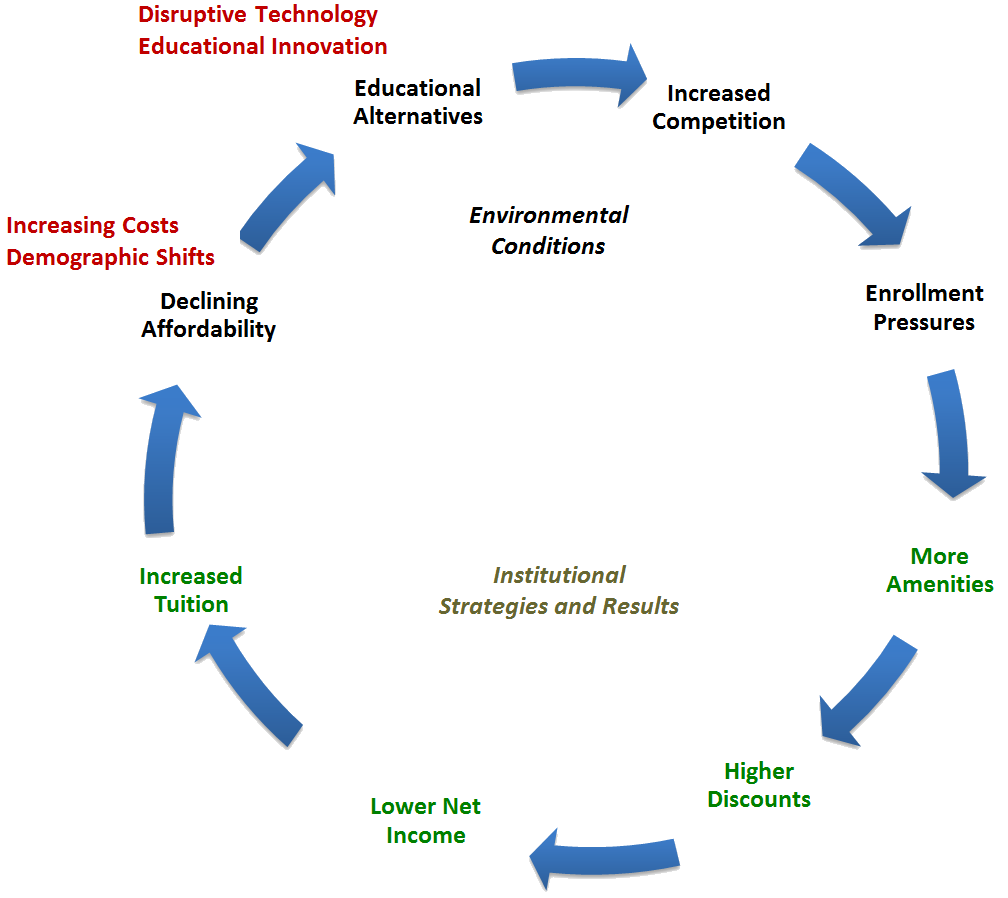 Disruptive Technology
Educational Innovation
Educational
Alternatives
Increased
Competition
Environmental
Conditions
Increasing Costs
Demographic Shifts
Declining
Affordability
Enrollment
Pressures
Increased
Tuition
Institutional
Strategies and Results
More
Amenities
Higher
Discounts
Lower Net
Income